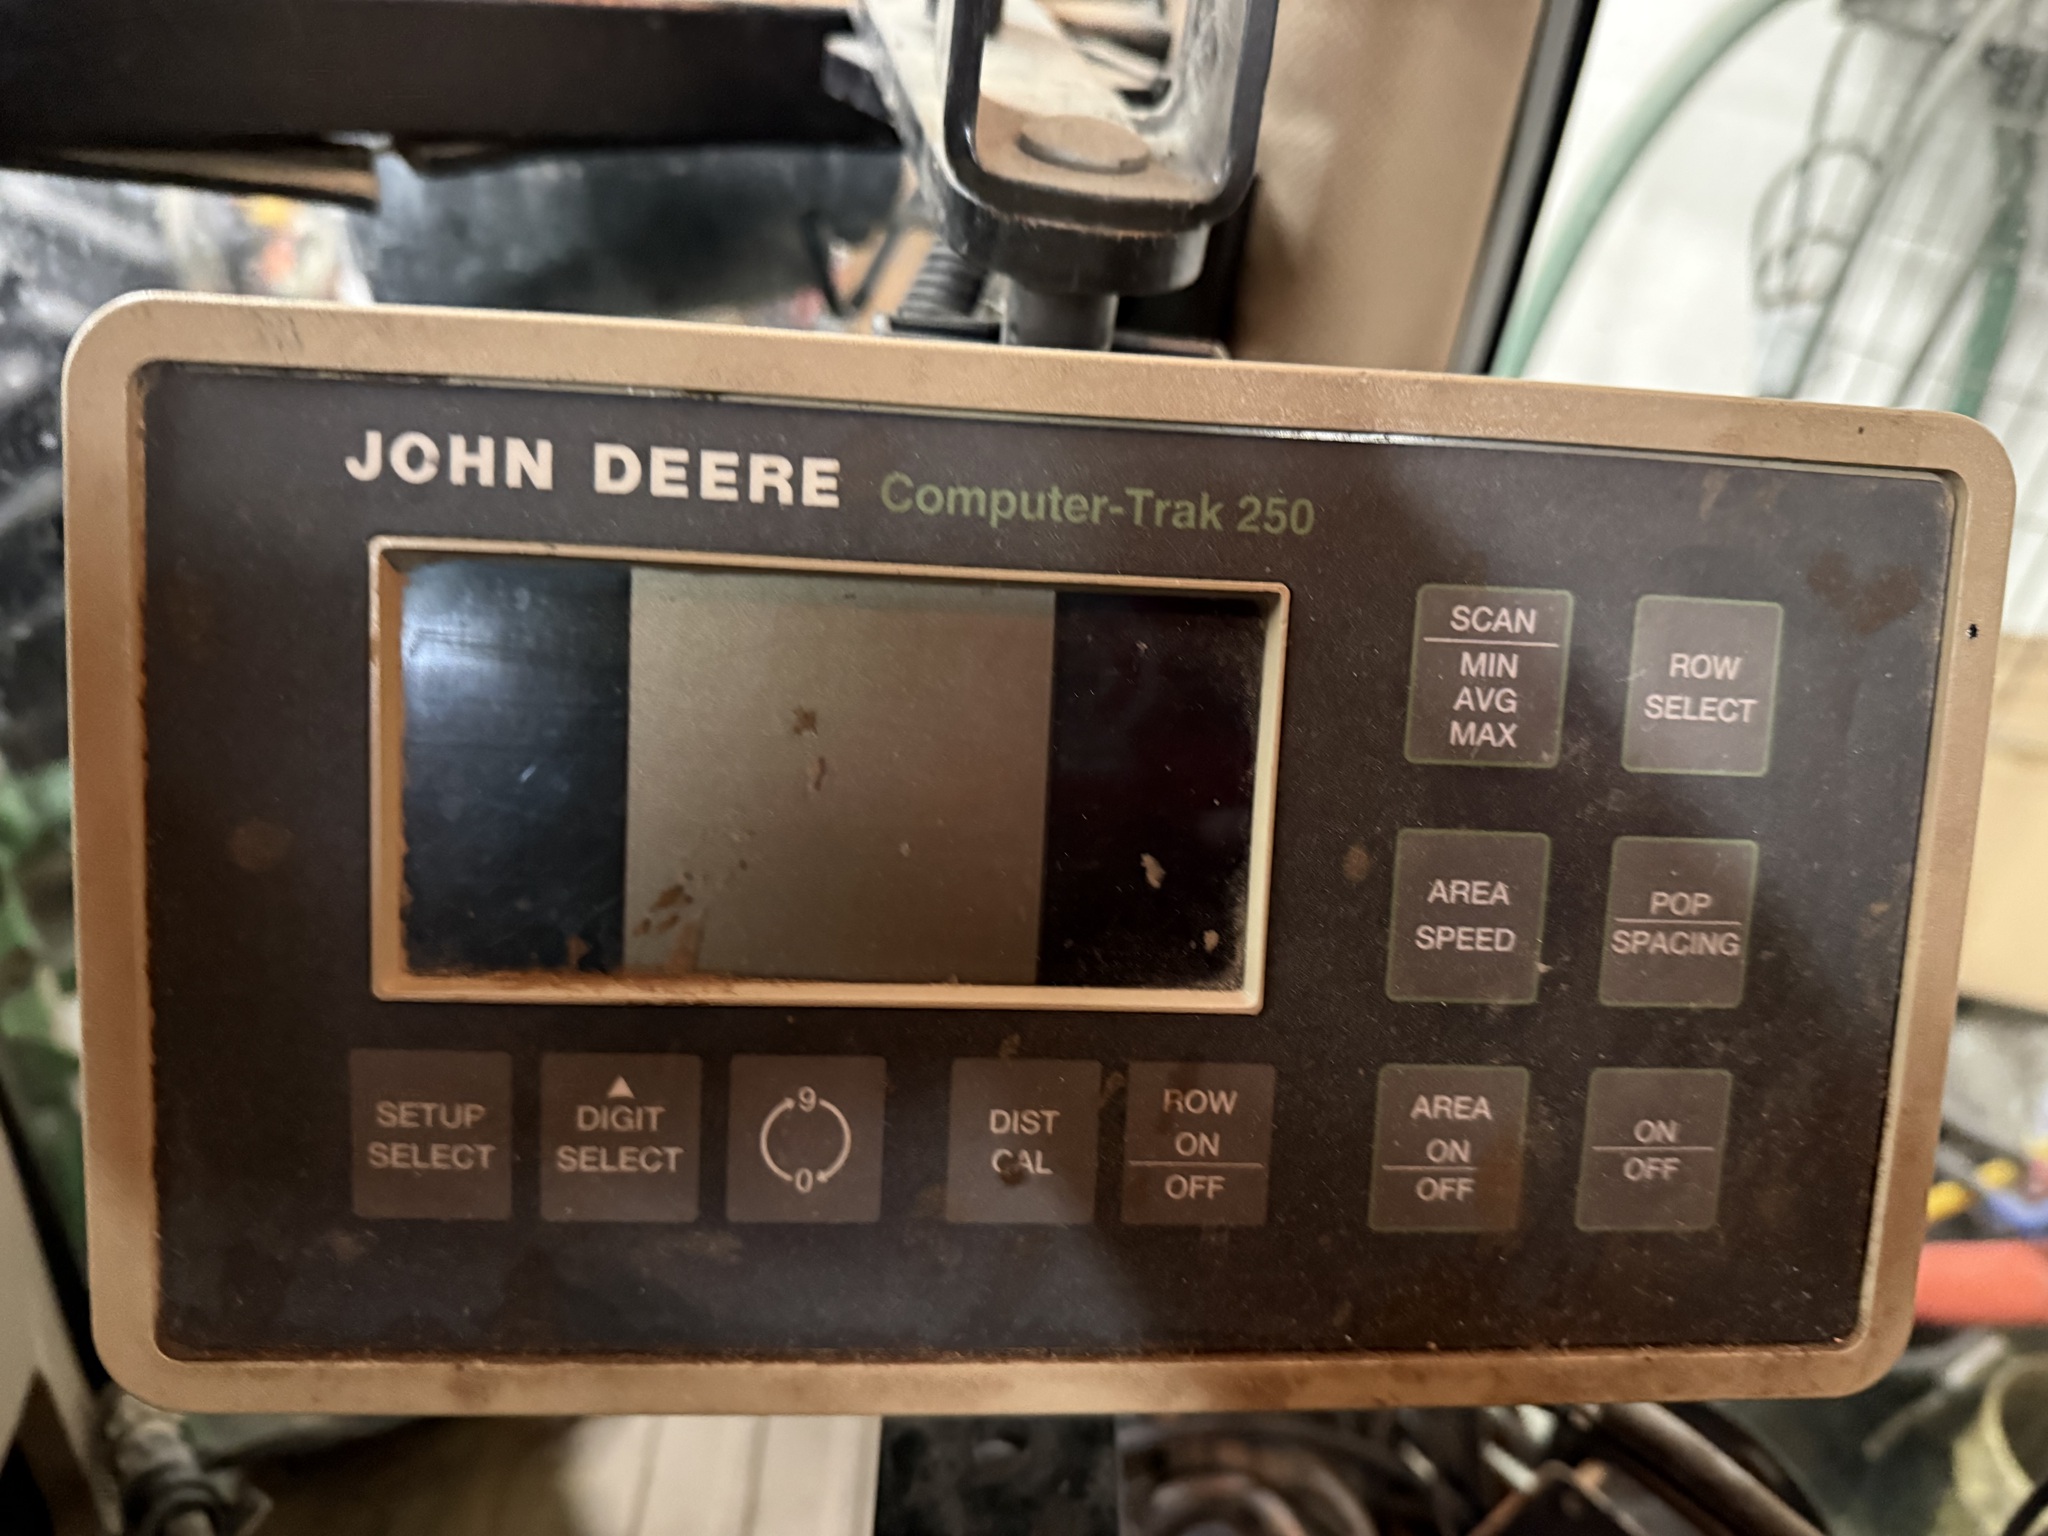 JOHN DEERE Computer-Trak 250
SCAN
MIN
AVG
MAX
ROW
SELECT
AREA
SPEED
POP
SPACING
SETUP
SELECT
▲
DIGIT
SELECT
9
0
DIST
CAL
ROW
ON
OFF
AREA
ON
OFF
ON
OFF